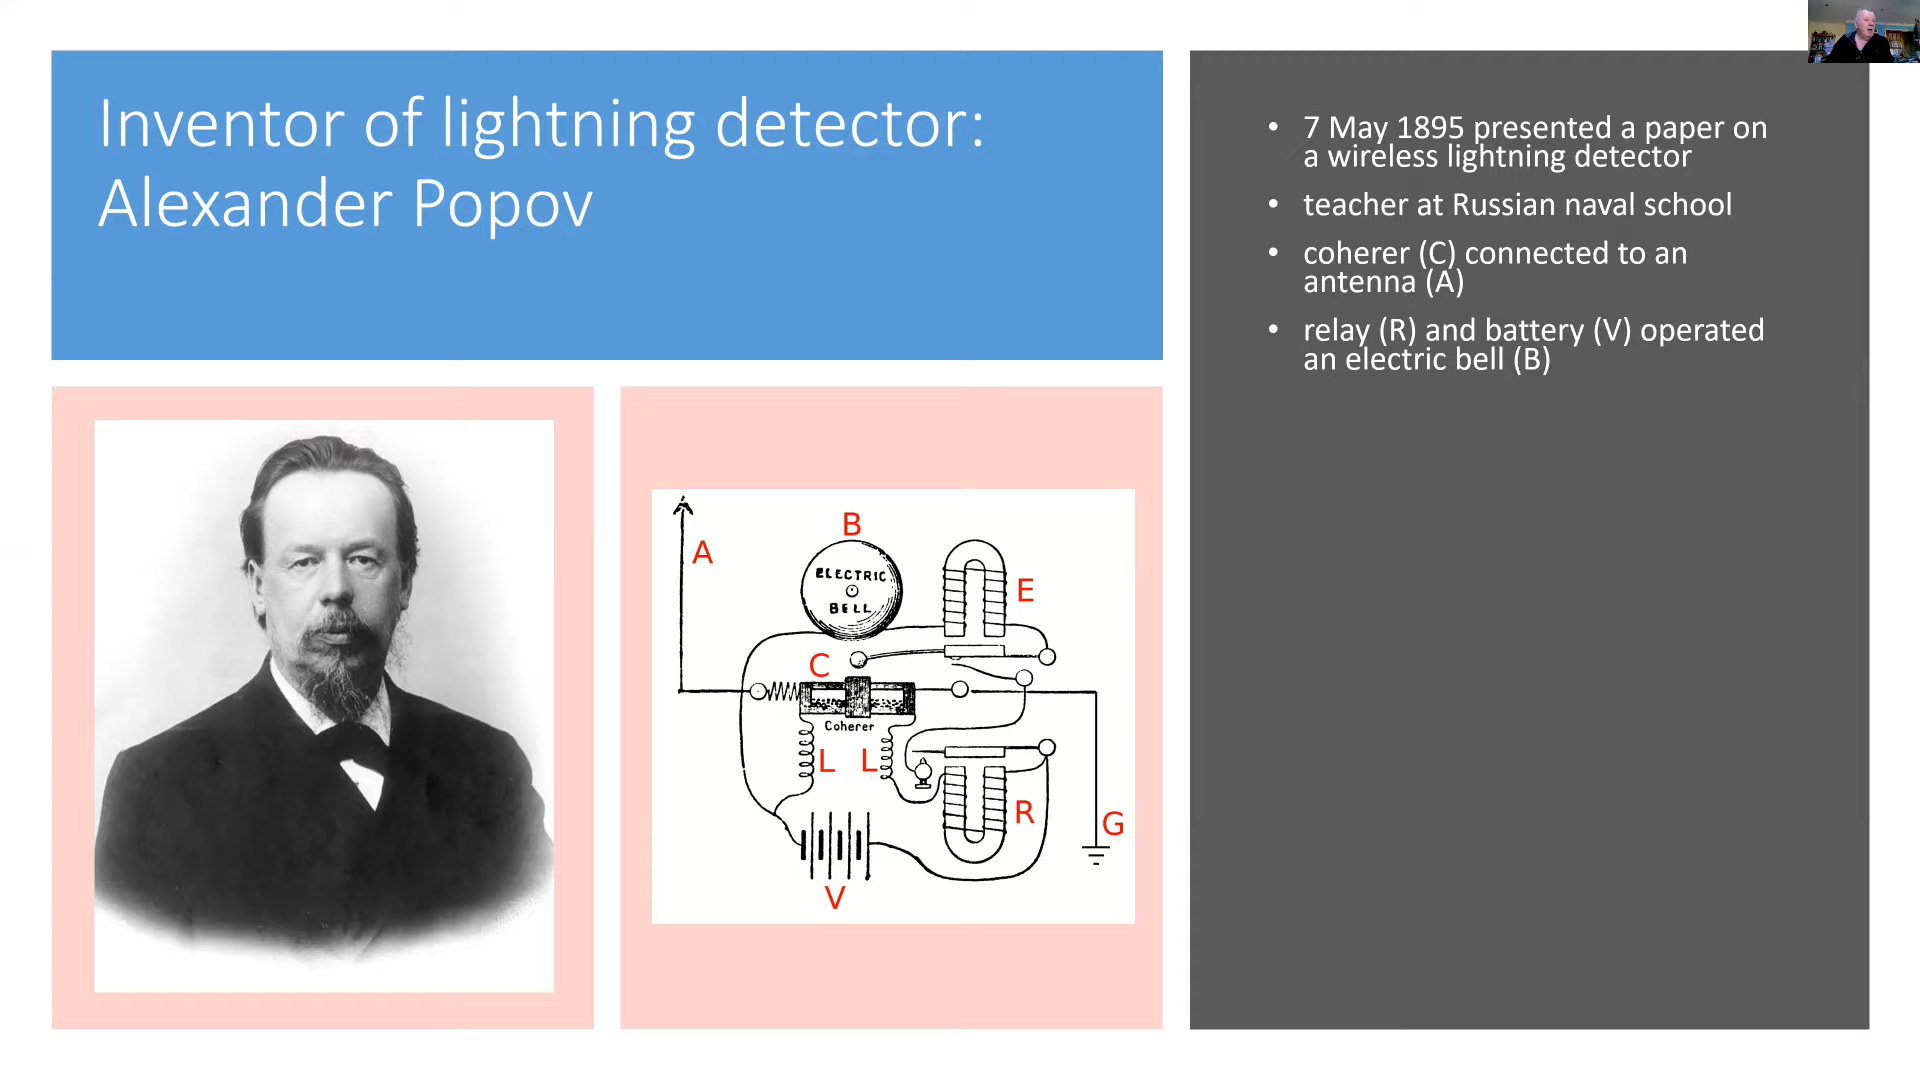 Inventor of lightning detector:
Alexander Popov
• 7 May 1895 presented a paper on
a wireless lightning detector
• teacher at Russian naval school
• coherer (C) connected to an
antenna (A)
• relay (R) and battery (V) operated
an electric bell (B)
B
A
ELECTRIC
BELL
E
C
Coherer
L L
R
G
V